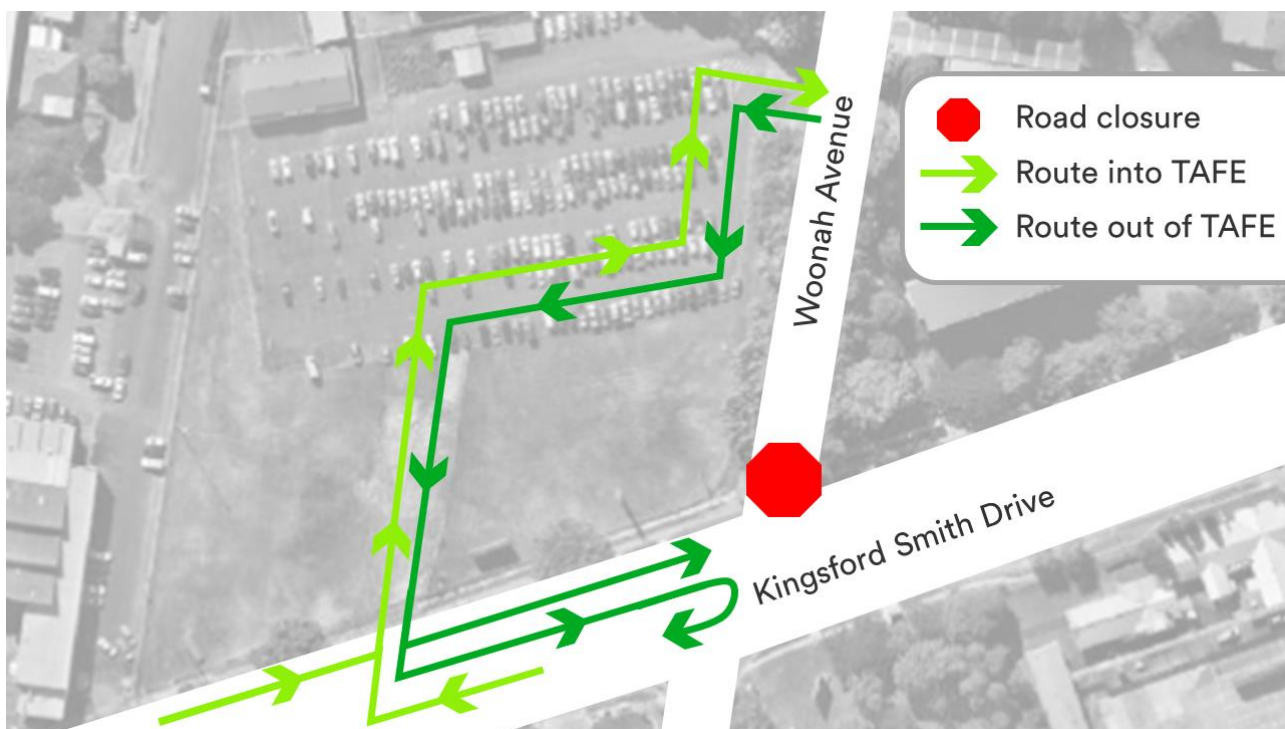 Road closure
Route into TAFE
Route out of TAFE
Woonah Avenue
Kingsford Smith Drive